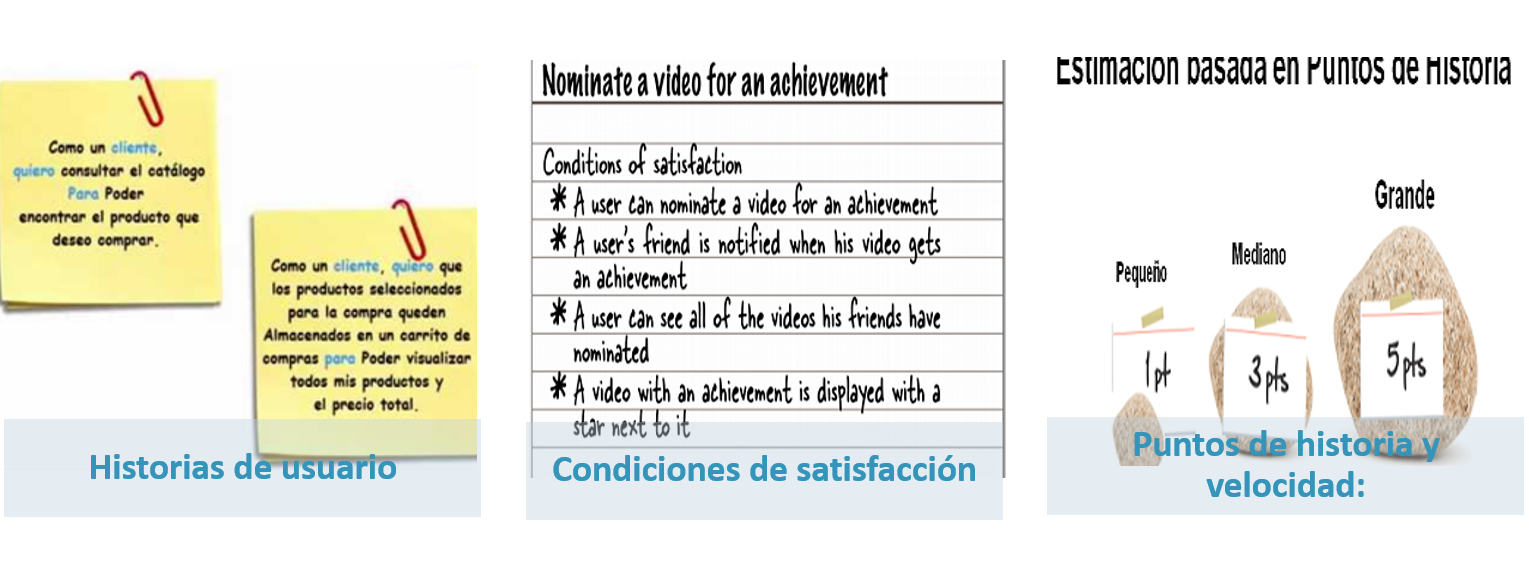 Como un cliente,
quiero consultar el catálogo
Para Poder
encontrar el producto que
deseo comprar.
Como un cliente, quiero que
los productos seleccionados
para la compra queden
Almacenados en un carrito de
compras para Poder visualizar
todos mis productos y
el precio total.
Historias de usuario
Nominate a video for an achievement
Conditions of satisfaction
* A user can nominate a video for an achievement
* A user's friend is notified when his video gets
an achievement
* A user can see all of the videos his friends have
nominated
* A video with an achievement is displayed with a
star next to it
Condiciones de satisfacción
Estimación basada en Puntos de Historia
Pequeño
Mediano
Grande
1 pt
3 pts
5 pts
Puntos de historia y
velocidad: